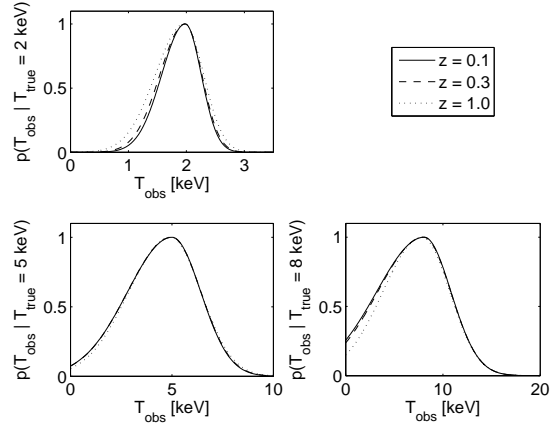 p(T_obs | T_true = 2 keV)
1
0.5
0
0 1 2 3
T_obs [keV]
z = 0.1
z = 0.3
z = 1.0
p(T_obs | T_true = 5 keV)
1
0.5
0
0 5 10
T_obs [keV]
p(T_obs | T_true = 8 keV)
1
0.5
0
0 10 20
T_obs [keV]